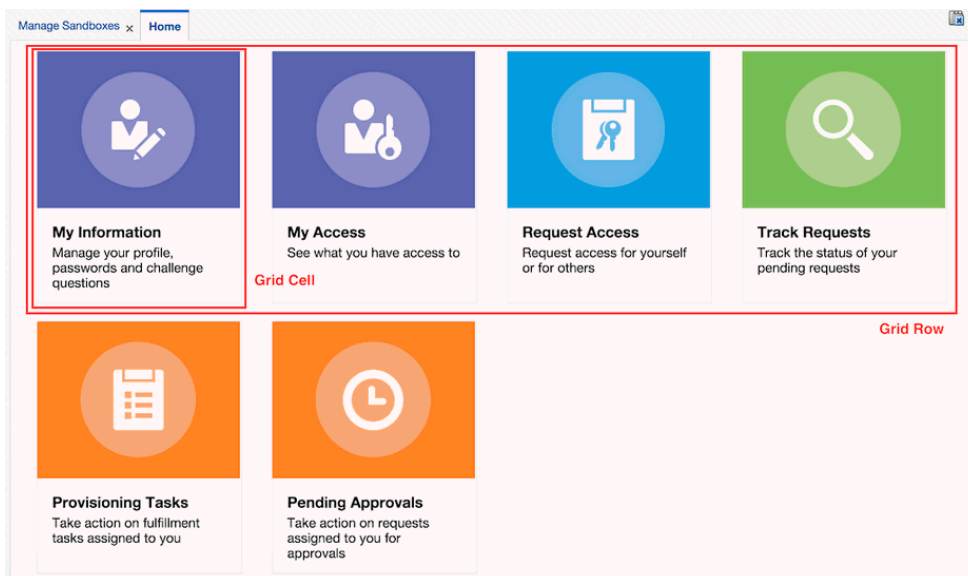 Manage Sandboxes x Home
My Information
Manage your profile,
passwords and challenge
questions
My Access
See what you have access to
Request Access
Request access for yourself
or for others
Track Requests
Track the status of your
pending requests
Grid Cell
Grid Row
Provisioning Tasks
Take action on fulfillment
tasks assigned to you
Pending Approvals
Take action on requests
assigned to you for
approvals